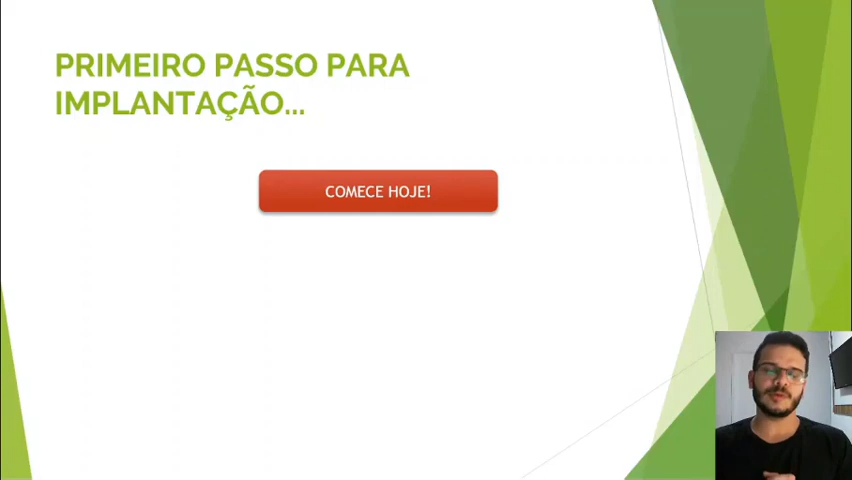 PRIMEIRO PASSO PARA
IMPLANTAÇÃO...
COMECE HOJE!